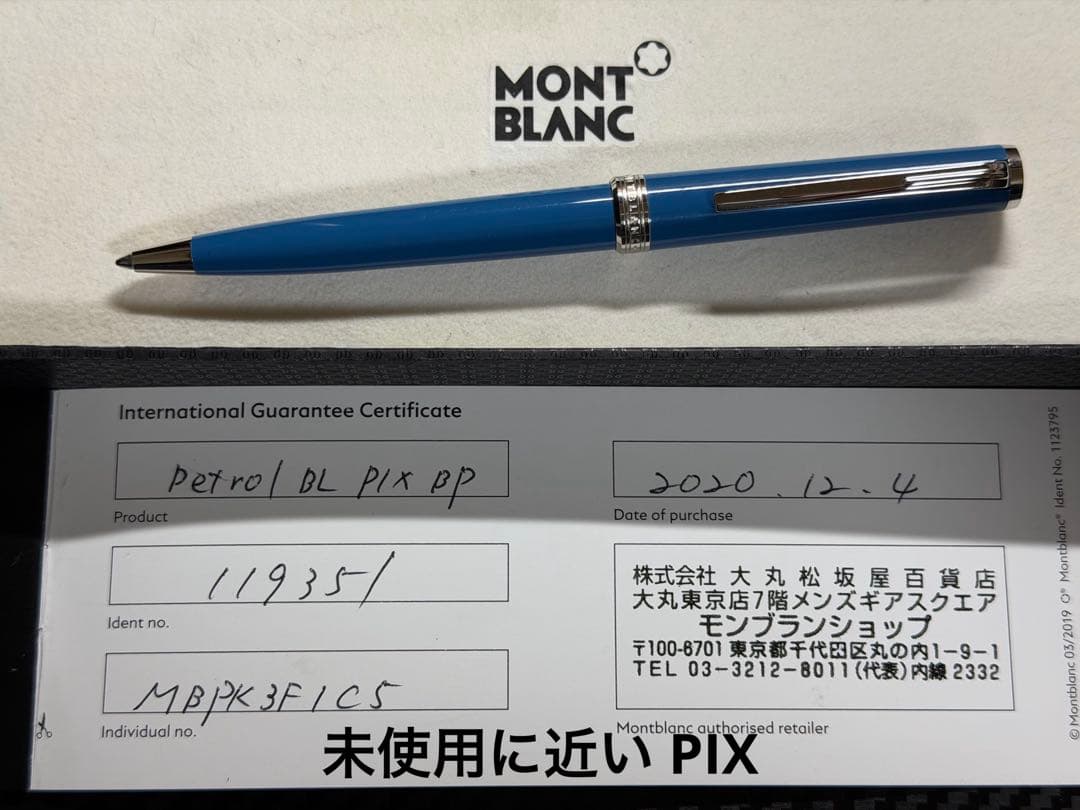 MONT
BLANC
International Guarantee Certificate
Petrol BL PIX BP
Product
2020.12.4
Date of purchase
119351
Ident no.
株式会社 大丸松坂屋百貨店
大丸東京店7階メンズギアスクエア
モンブランショップ
〒100-6701 東京都千代田区丸の内1-9-1
TEL 03-3212-8011(代表)内線2332
MBPK3F1C5
Individual no.
Montblanc authorised retailer
© Montblanc 03/2019 Montblanc® Ident No. 1123795
未使用に近い PIX